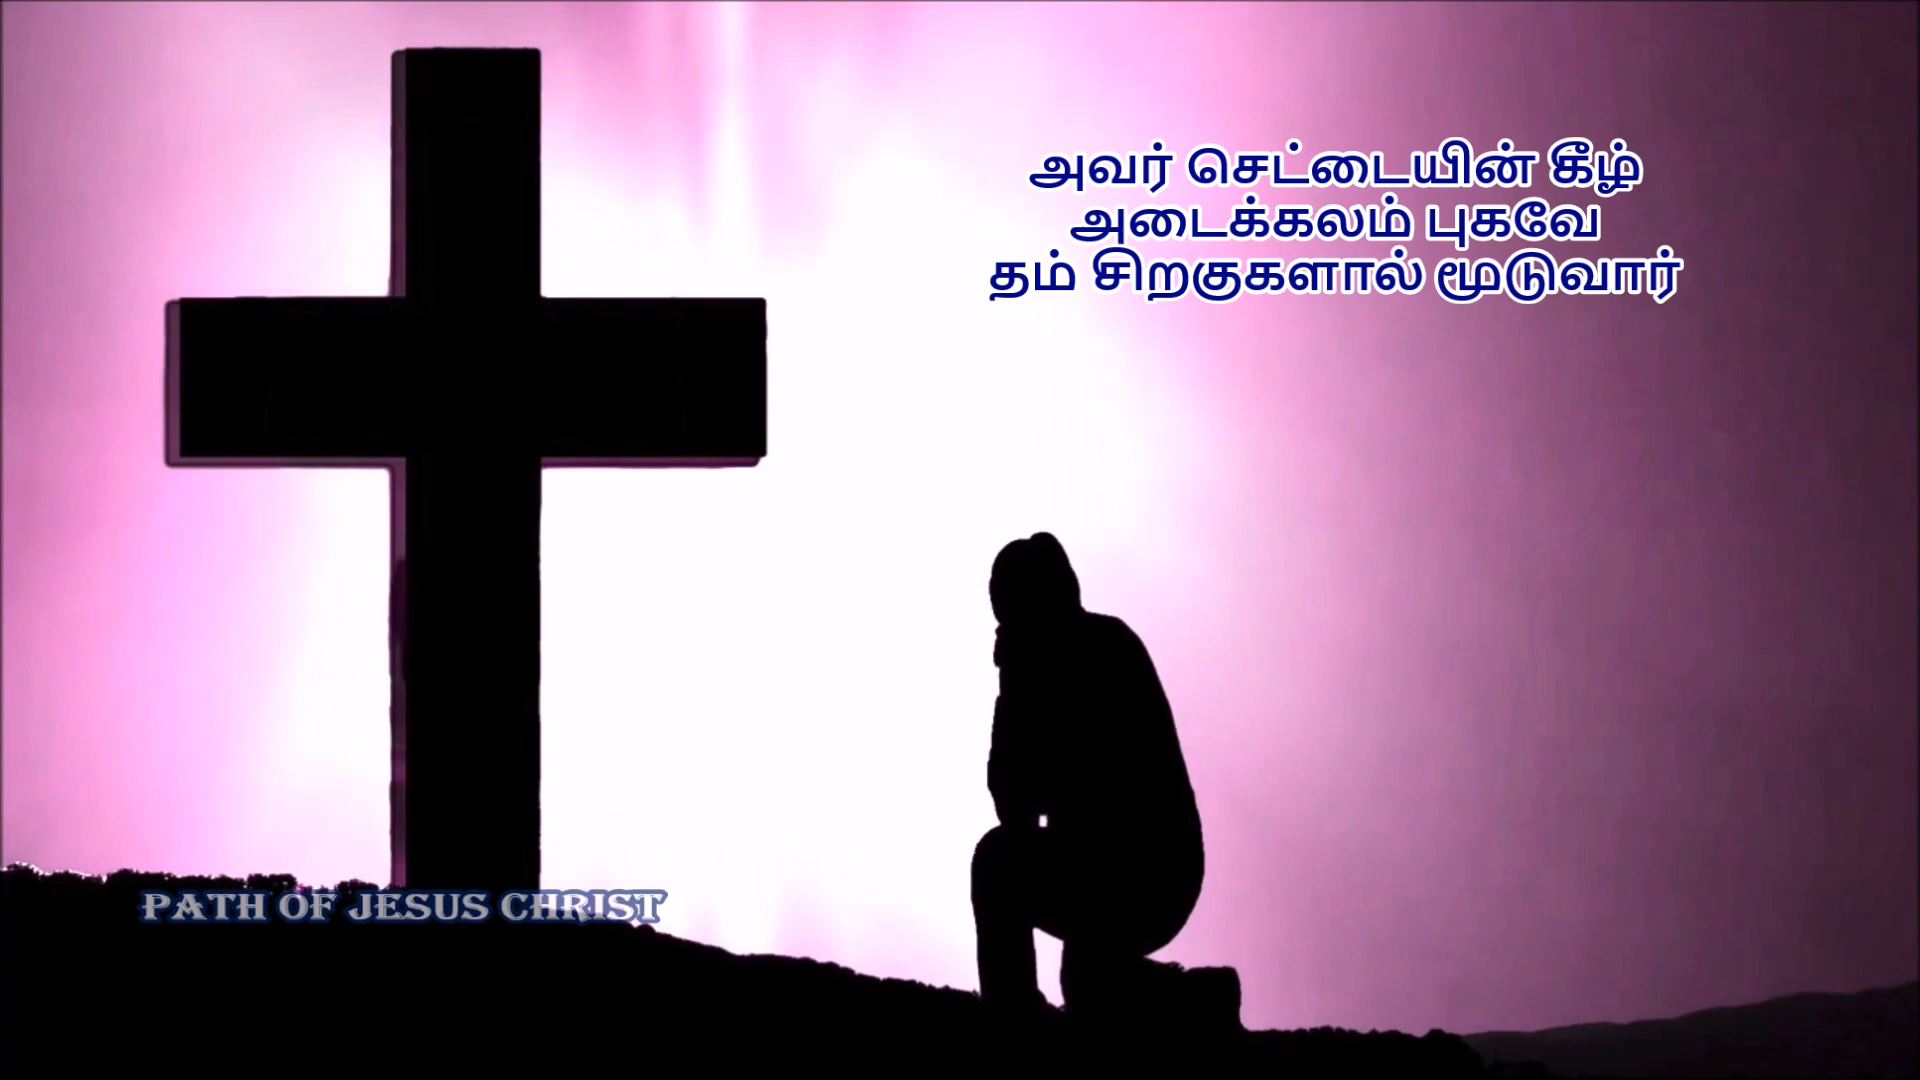 அவர் செட்டையின் கீழ்
அடைக்கலம் புகவே
தம் சிறகுகளால் மூடுவார்
PATH OF JESUS CHRIST